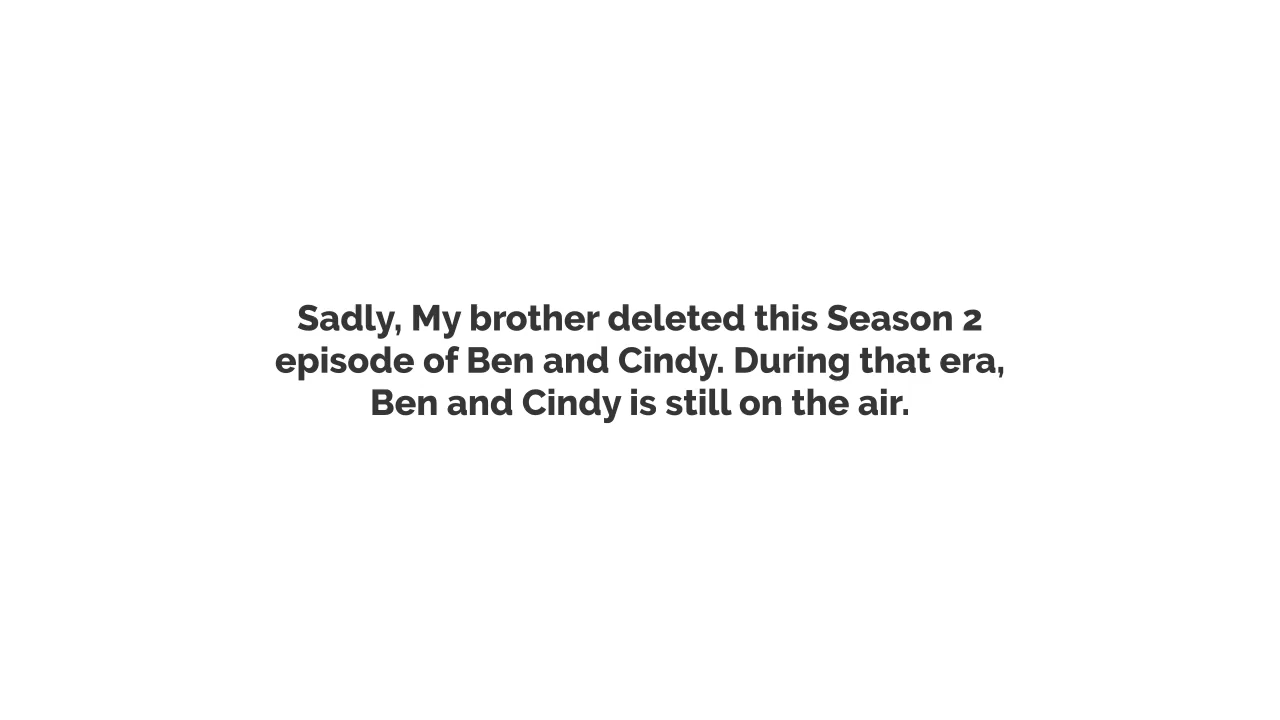 Sadly, My brother deleted this Season 2
episode of Ben and Cindy. During that era,
Ben and Cindy is still on the air.